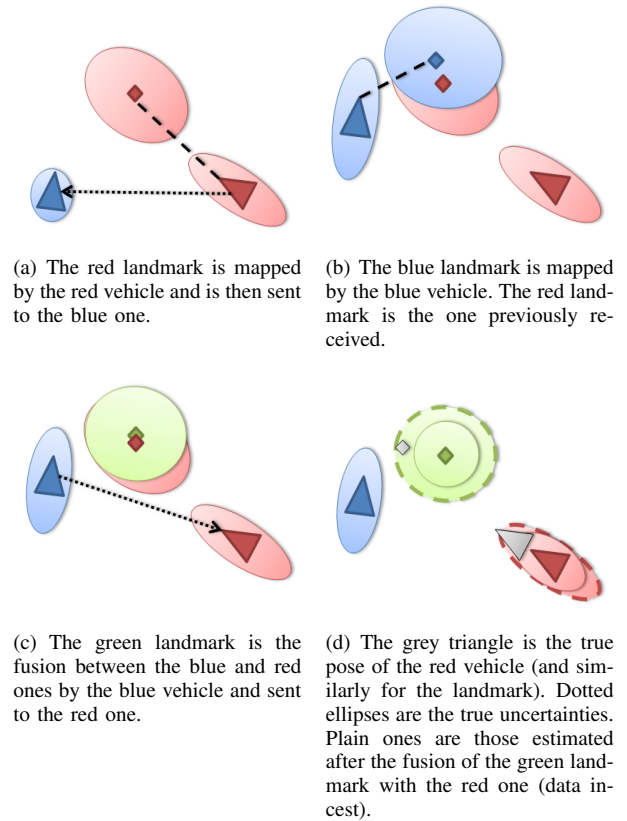 (a) The red landmark is mapped
by the red vehicle and is then sent
to the blue one.
(b) The blue landmark is mapped
by the blue vehicle. The red land-
mark is the one previously re-
ceived.
(c) The green landmark is the
fusion between the blue and red
ones by the blue vehicle and sent
to the red one.
(d) The grey triangle is the true
pose of the red vehicle (and sim-
ilarly for the landmark). Dotted
ellipses are the true uncertainties.
Plain ones are those estimated
after the fusion of the green land-
mark with the red one (data in-
cest).